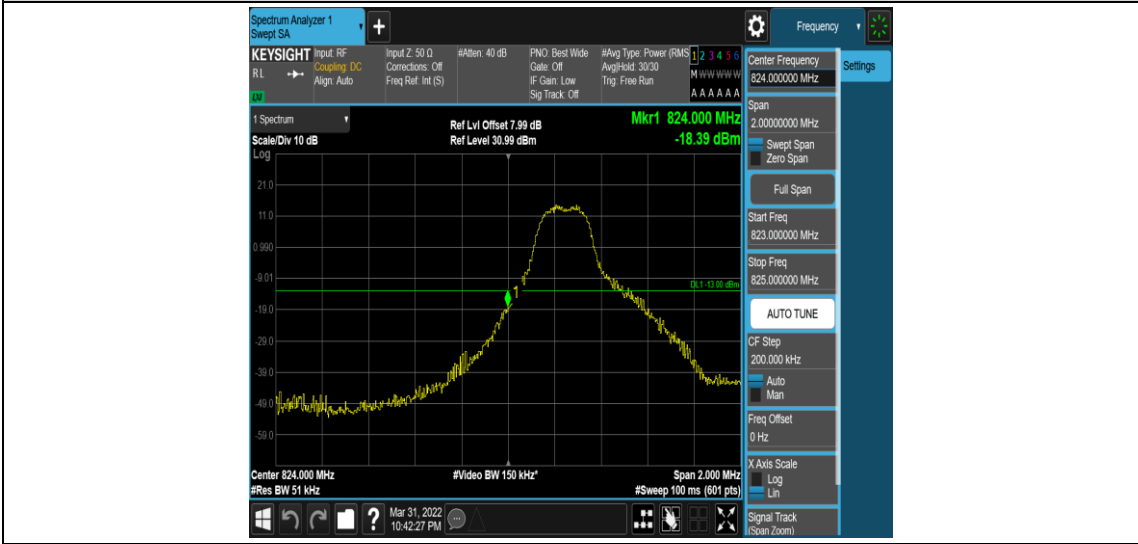 Spectrum Analyzer 1
Swept SA
+
Frequency
KEYSIGHT
RL
Input: RF
Coupling: DC
Align: Auto
Input Z: 50 Ω
Corrections: Off
Freq Ref: Int (S)
#Atten: 40 dB
PNO: Best Wide
Gate: Off
IF Gain: Low
Sig Track: Off
#Avg Type: Power (RMS
Avg|Hold: 30/30
Trig: Free Run
1 2 3 4 5 6
M W W W W W
A A A A A A
1 Spectrum
Scale/Div 10 dB
Log
Ref Lvl Offset 7.99 dB
Ref Level 30.99 dBm
Mkr1 824.000 MHz
-18.39 dBm
21.0
11.0
0.990
-9.01
-19.0
-29.0
-39.0
-49.0
-59.0
DL1 -13.00 dBm
1
Center 824.000 MHz
#Res BW 51 kHz
#Video BW 150 kHz*
Span 2.000 MHz
#Sweep 100 ms (601 pts)
?
Mar 31, 2022
10:42:27 PM
Center Frequency
824.000000 MHz
Settings
Span
2.00000000 MHz
Swept Span
Zero Span
Full Span
Start Freq
823.000000 MHz
Stop Freq
825.000000 MHz
AUTO TUNE
CF Step
200.000 kHz
Auto
Man
Freq Offset
0 Hz
X Axis Scale
Log
Lin
Signal Track
(Span Zoom)